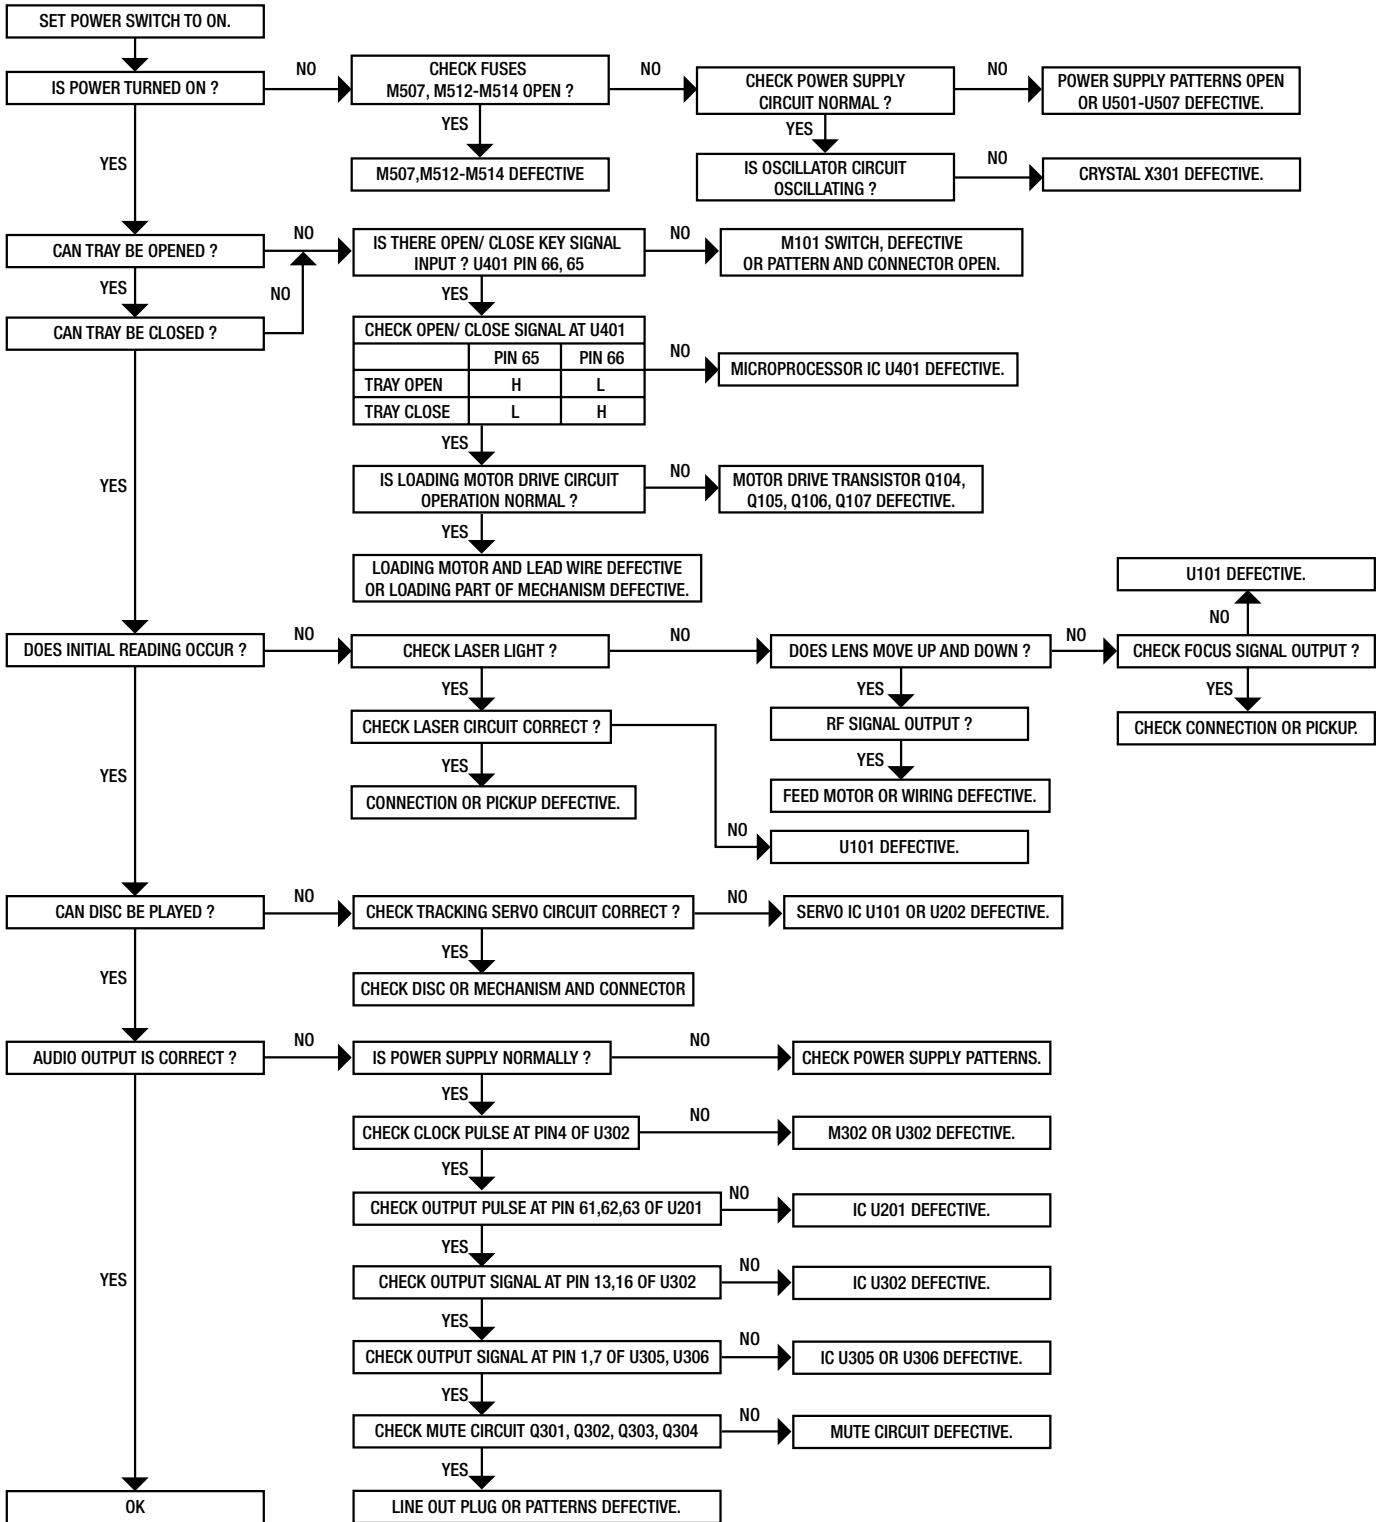 SET POWER SWITCH TO ON.
IS POWER TURNED ON ?
NO
CHECK FUSES
M507, M512-M514 OPEN ?
NO
CHECK POWER SUPPLY
CIRCUIT NORMAL ?
NO
POWER SUPPLY PATTERNS OPEN
OR U501-U507 DEFECTIVE.
YES
YES
YES
M507,M512-M514 DEFECTIVE
IS OSCILLATOR CIRCUIT
OSCILLATING ?
NO
CRYSTAL X301 DEFECTIVE.
CAN TRAY BE OPENED ?
NO
IS THERE OPEN/ CLOSE KEY SIGNAL
INPUT ? U401 PIN 66, 65
NO
M101 SWITCH, DEFECTIVE
OR PATTERN AND CONNECTOR OPEN.
YES
NO
YES
CAN TRAY BE CLOSED ?
CHECK OPEN/ CLOSE SIGNAL AT U401
PIN 65 PIN 66
TRAY OPEN H L
TRAY CLOSE L H
NO
MICROPROCESSOR IC U401 DEFECTIVE.
YES
YES
IS LOADING MOTOR DRIVE CIRCUIT
OPERATION NORMAL ?
NO
MOTOR DRIVE TRANSISTOR Q104,
Q105, Q106, Q107 DEFECTIVE.
YES
LOADING MOTOR AND LEAD WIRE DEFECTIVE
OR LOADING PART OF MECHANISM DEFECTIVE.
U101 DEFECTIVE.
NO
DOES INITIAL READING OCCUR ?
NO
CHECK LASER LIGHT ?
NO
DOES LENS MOVE UP AND DOWN ?
NO
CHECK FOCUS SIGNAL OUTPUT ?
YES
YES
YES
CHECK LASER CIRCUIT CORRECT ?
RF SIGNAL OUTPUT ?
CHECK CONNECTION OR PICKUP.
YES
YES
YES
CONNECTION OR PICKUP DEFECTIVE.
FEED MOTOR OR WIRING DEFECTIVE.
NO
U101 DEFECTIVE.
CAN DISC BE PLAYED ?
NO
CHECK TRACKING SERVO CIRCUIT CORRECT ?
NO
SERVO IC U101 OR U202 DEFECTIVE.
YES
YES
CHECK DISC OR MECHANISM AND CONNECTOR
AUDIO OUTPUT IS CORRECT ?
NO
IS POWER SUPPLY NORMALLY ?
NO
CHECK POWER SUPPLY PATTERNS.
YES
CHECK CLOCK PULSE AT PIN4 OF U302
NO
M302 OR U302 DEFECTIVE.
YES
CHECK OUTPUT PULSE AT PIN 61,62,63 OF U201
NO
IC U201 DEFECTIVE.
YES
YES
CHECK OUTPUT SIGNAL AT PIN 13,16 OF U302
NO
IC U302 DEFECTIVE.
YES
CHECK OUTPUT SIGNAL AT PIN 1,7 OF U305, U306
NO
IC U305 OR U306 DEFECTIVE.
YES
CHECK MUTE CIRCUIT Q301, Q302, Q303, Q304
NO
MUTE CIRCUIT DEFECTIVE.
YES
OK
LINE OUT PLUG OR PATTERNS DEFECTIVE.